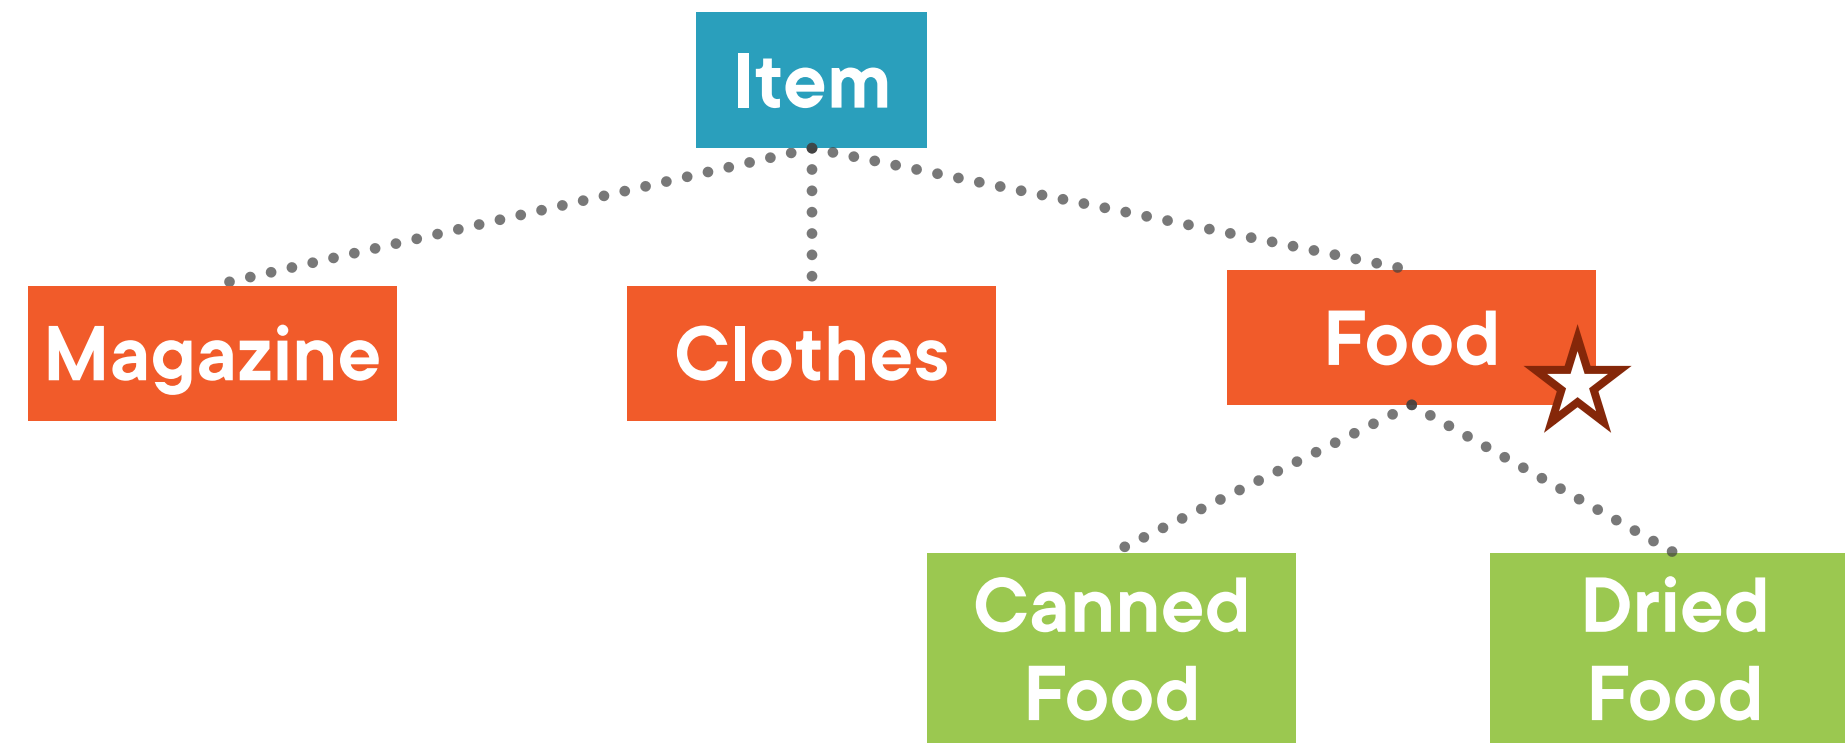 Item
Magazine
Clothes
Food
Canned
Food
Dried
Food